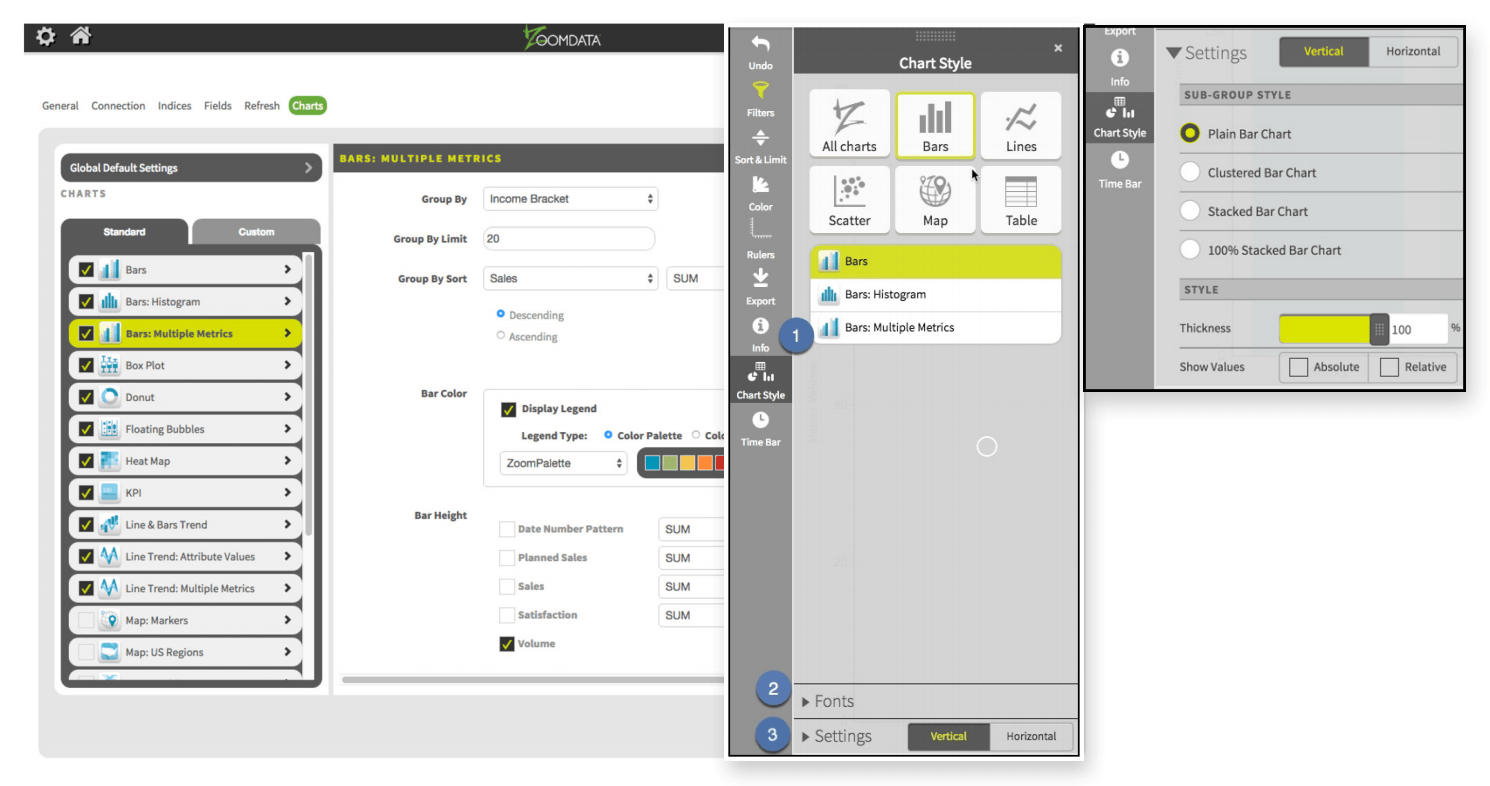 ZOOMDATA
General Connection Indices Fields Refresh Charts
Global Default Settings
CHARTS
Standard Custom
Bars
Bars: Histogram
Bars: Multiple Metrics
Box Plot
Donut
Floating Bubbles
Heat Map
KPI
Line & Bars Trend
Line Trend: Attribute Values
Line Trend: Multiple Metrics
Map: Markers
Map: US Regions
BARS: MULTIPLE METRICS
Group By Income Bracket
Group By Limit 20
Group By Sort Sales SUM
Descending
Ascending
Bar Color
Display Legend
Legend Type: Color Palette
ZoomPalette
Bar Height
Date Number Pattern SUM
Planned Sales SUM
Sales SUM
Satisfaction SUM
Volume
Undo
Filters
Sort & Limit
Color
Rulers
Export
Info
Chart Style
Time Bar
Chart Style
×
All charts Bars Lines
Scatter Map Table
Bars
Bars: Histogram
1 Bars: Multiple Metrics
2 Fonts
3 Settings Vertical Horizontal
Export
Info
Chart Style
Time Bar
Settings Vertical Horizontal
SUB-GROUP STYLE
Plain Bar Chart
Clustered Bar Chart
Stacked Bar Chart
100% Stacked Bar Chart
STYLE
Thickness 100 %
Show Values Absolute Relative